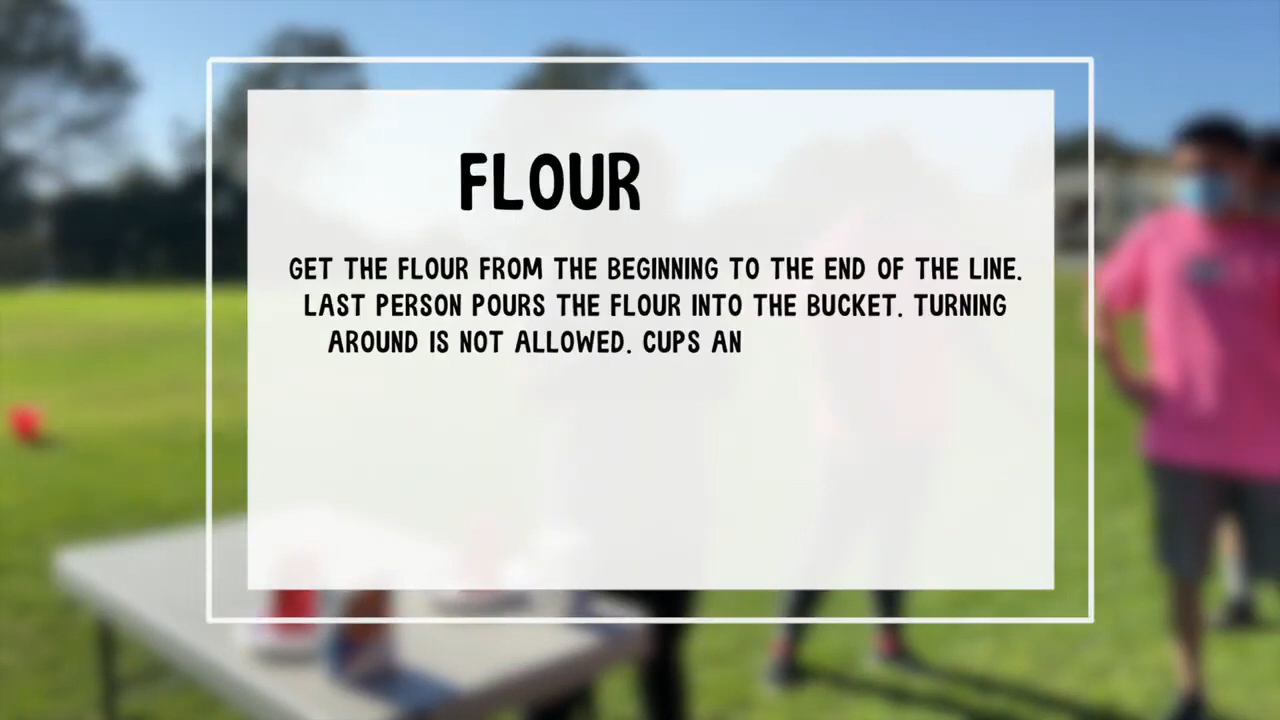 FLOUR
GET THE FLOUR FROM THE BEGINNING TO THE END OF THE LINE.
LAST PERSON POURS THE FLOUR INTO THE BUCKET. TURNING
AROUND IS NOT ALLOWED. CUPS AN